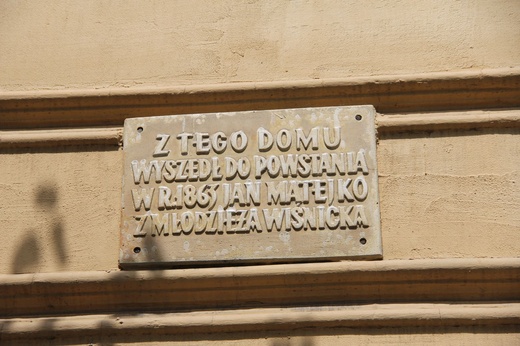 Z TEGO DOMU
WYSZEDŁ DO POWSTANIA
W R. 1863 JAN MATEJKO
Z MŁODZIEŻĄ WIŚNICKĄ